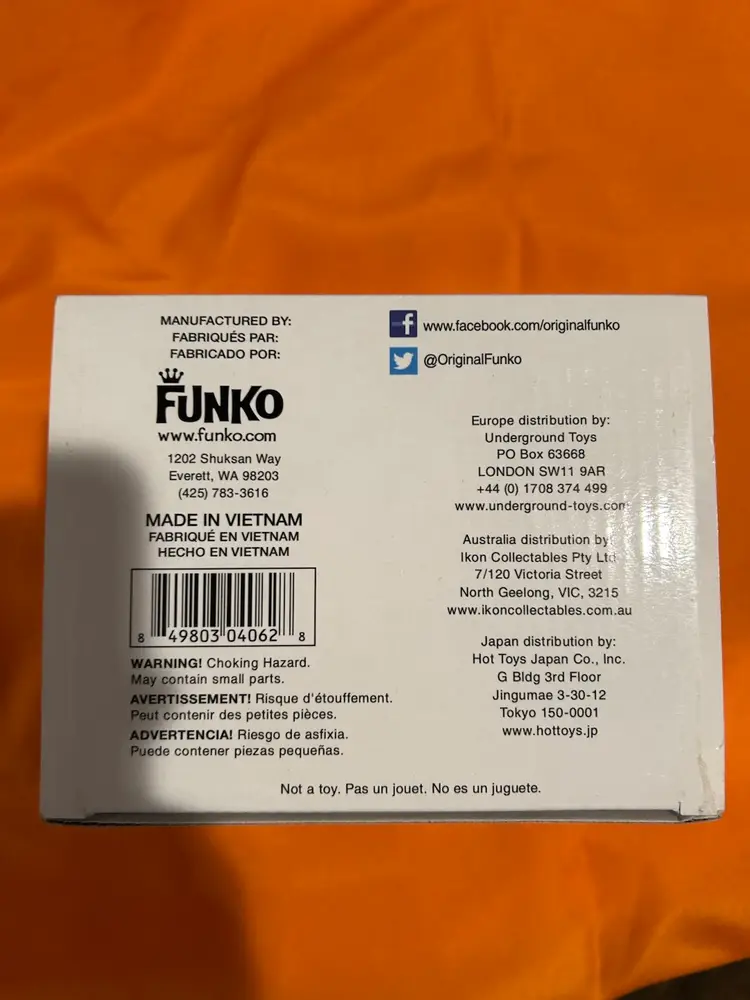 MANUFACTURED BY:
FABRIQUÉS PAR:
FABRICADO POR:
FUNKO
www.funko.com
1202 Shuksan Way
Everett, WA 98203
(425) 783-3616
MADE IN VIETNAM
FABRIQUÉ EN VIETNAM
HECHO EN VIETNAM
8 49803 04062 8
WARNING! Choking Hazard.
May contain small parts.
AVERTISSEMENT! Risque d'étouffement.
Peut contenir des petites pièces.
ADVERTENCIA! Riesgo de asfixia.
Puede contener piezas pequeñas.
f www.facebook.com/originalfunko
@OriginalFunko
Europe distribution by:
Underground Toys
PO Box 63668
LONDON SW11 9AR
+44 (0) 1708 374 499
www.underground-toys.com
Australia distribution by:
Ikon Collectables Pty Ltd
7/120 Victoria Street
North Geelong, VIC, 3215
www.ikoncollectables.com.au
Japan distribution by:
Hot Toys Japan Co., Inc.
G Bldg 3rd Floor
Jingumae 3-30-12
Tokyo 150-0001
www.hottoys.jp
Not a toy. Pas un jouet. No es un juguete.